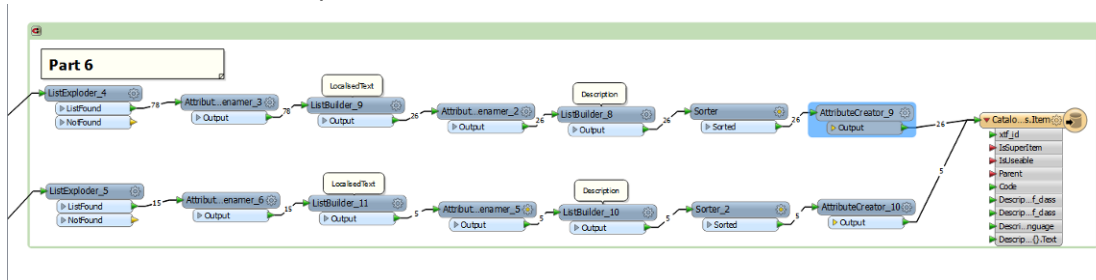 Part 6
ListExploder_4
ListFound
NotFound
78
Attribut...enamer_3
Output
78
LocalisedText
ListBuilder_9
Output
26
Attribut...enamer_2
Output
26
Description
ListBuilder_8
Output
26
Sorter
Sorted
26
AttributeCreator_9
Output
26
Catalo...s.Item
xtf_id
IsSuperItem
IsUseable
Parent
Code
Descrip...f_class
Descrip...f_class
Descri...nguage
Descrip...{}.Text
ListExploder_5
ListFound
NotFound
15
Attribut...enamer_6
Output
15
LocalisedText
ListBuilder_11
Output
5
Attribut...enamer_5
Output
5
Description
ListBuilder_10
Output
5
Sorter_2
Sorted
5
AttributeCreator_10
Output
5